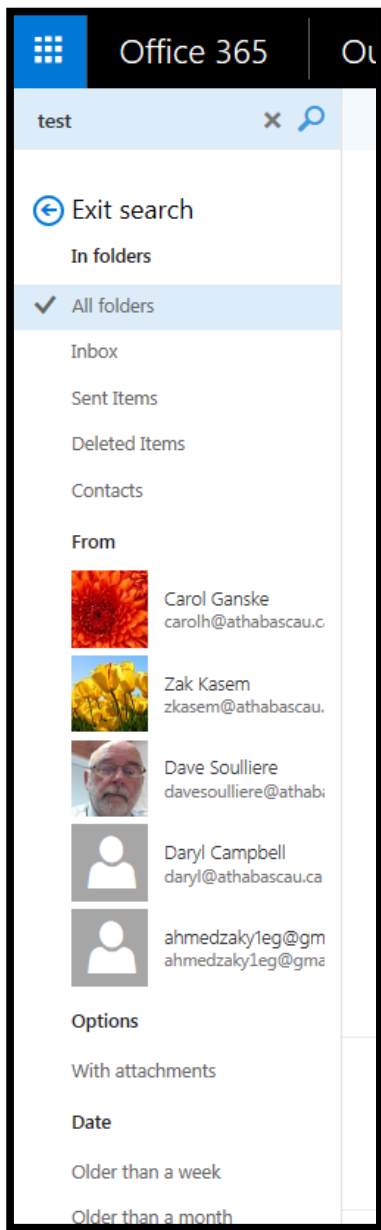 Office 365
Ou
test
Exit search
In folders
All folders
Inbox
Sent Items
Deleted Items
Contacts
From
Carol Ganske
carolh@athabascau.c
Zak Kasem
zkasem@athabascau.
Dave Soulliere
davesoulliere@athaba
Daryl Campbell
daryl@athabascau.ca
ahmedzaky1eg@gm
ahmedzaky1eg@gma
Options
With attachments
Date
Older than a week
Older than a month